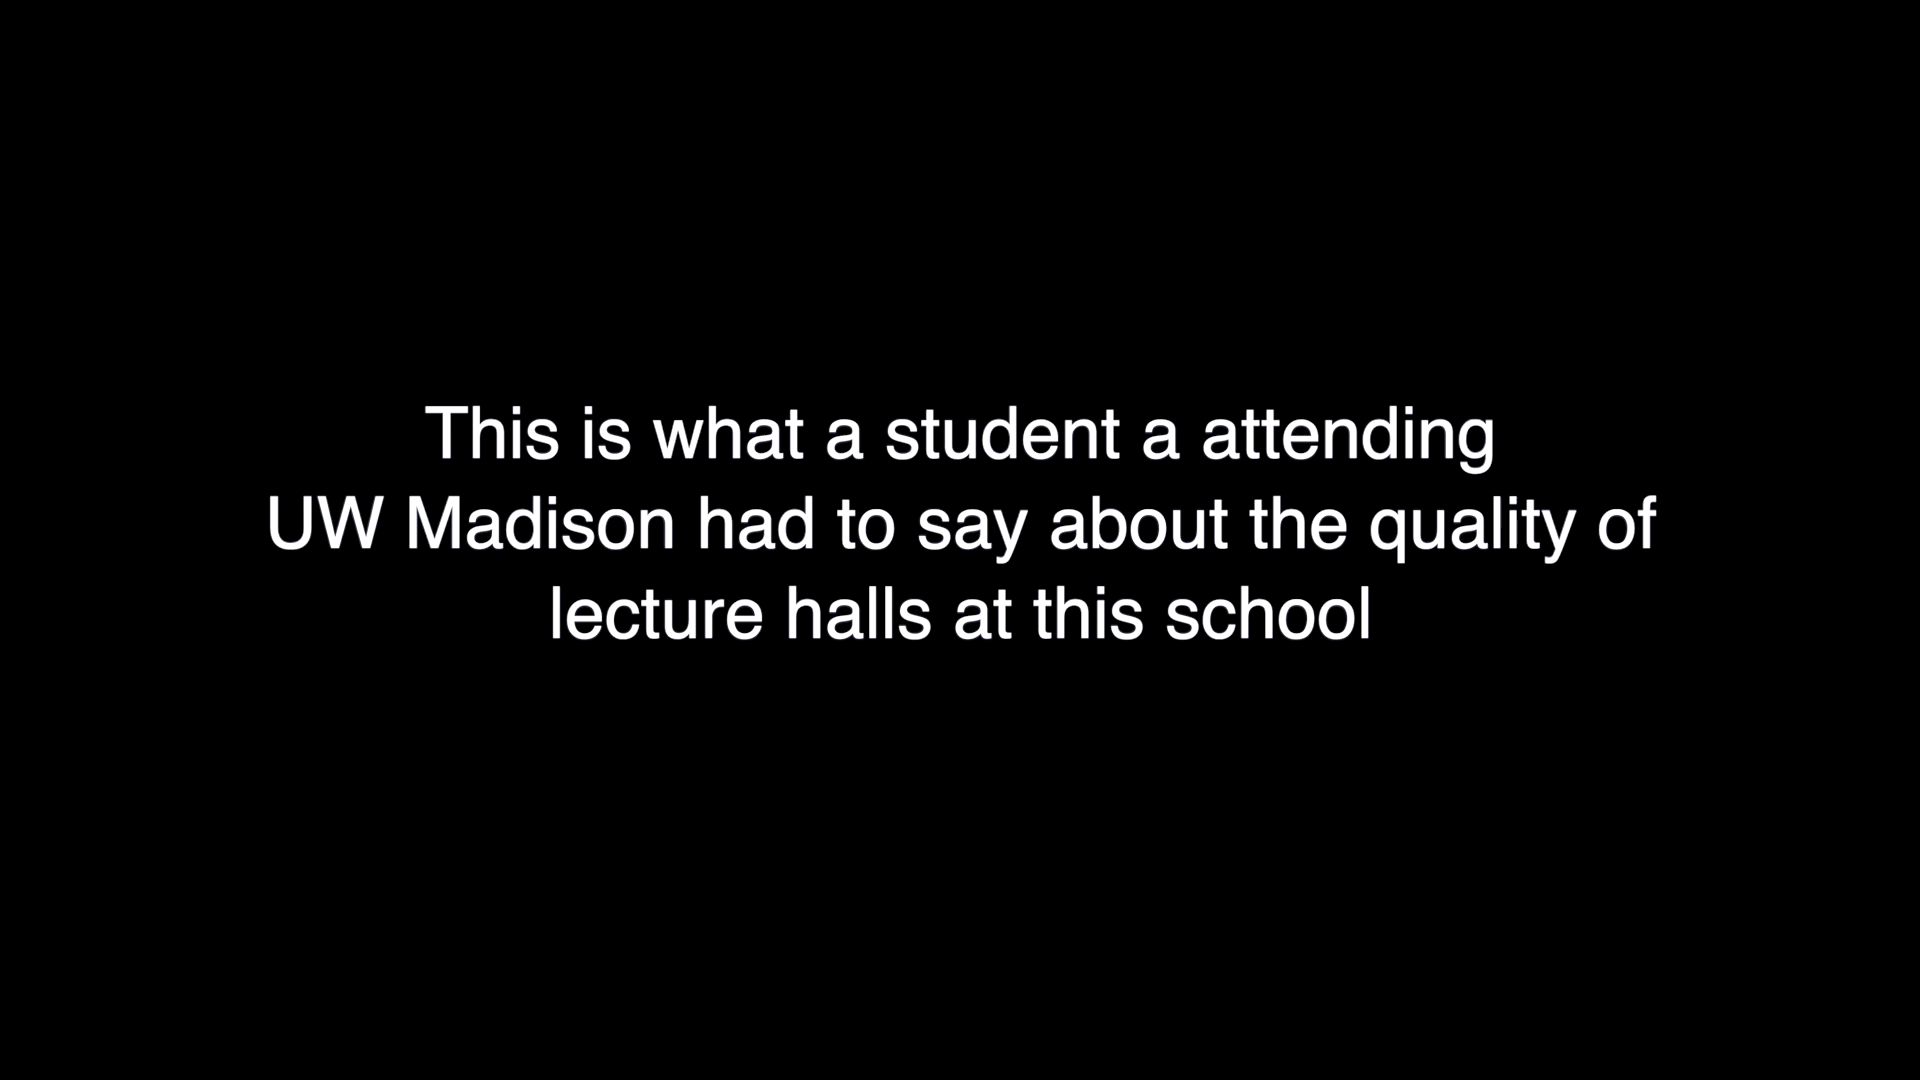 This is what a student a attending
UW Madison had to say about the quality of
lecture halls at this school